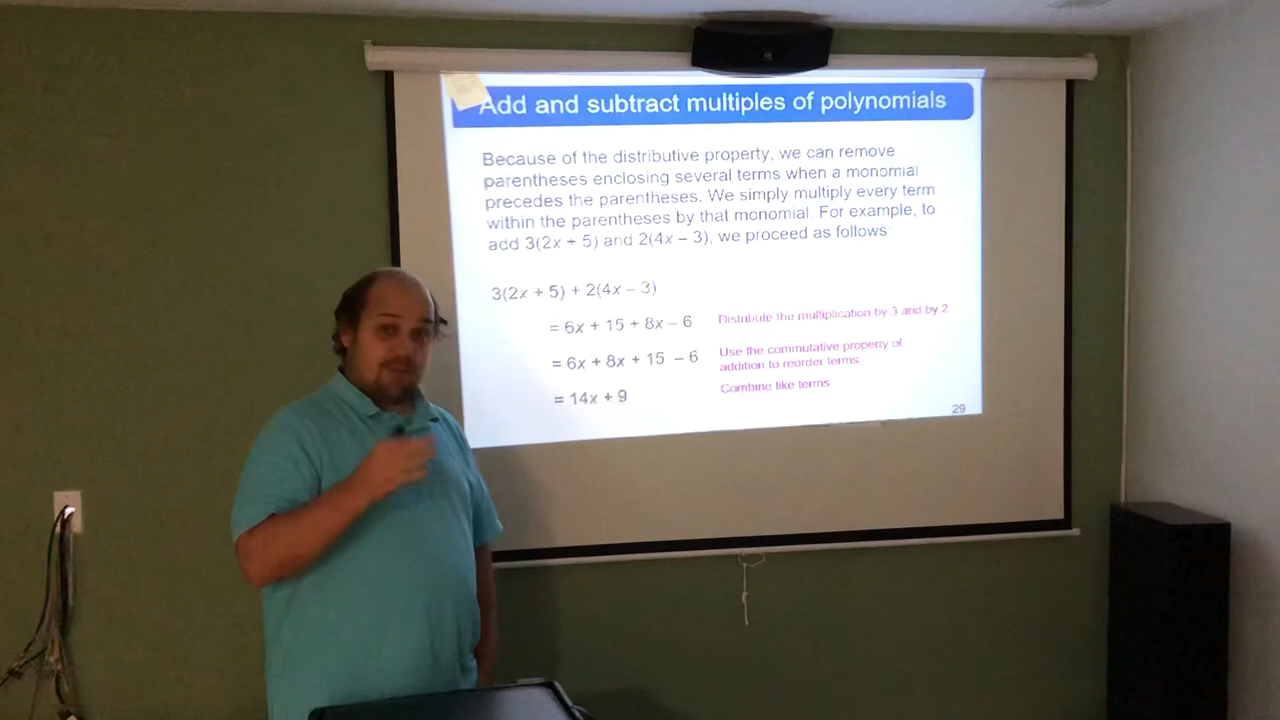 Add and subtract multiples of polynomials
Because of the distributive property, we can remove
parentheses enclosing several terms when a monomial
precedes the parentheses. We simply multiply every term
within the parentheses by that monomial. For example, to
add 3(2x + 5) and 2(4x – 3), we proceed as follows:
3(2x + 5) + 2(4x – 3)
= 6x + 15 + 8x – 6 Distribute the multiplication by 3 and by 2
= 6x + 8x + 15 – 6 Use the commutative property of
addition to reorder terms
= 14x + 9 Combine like terms
29